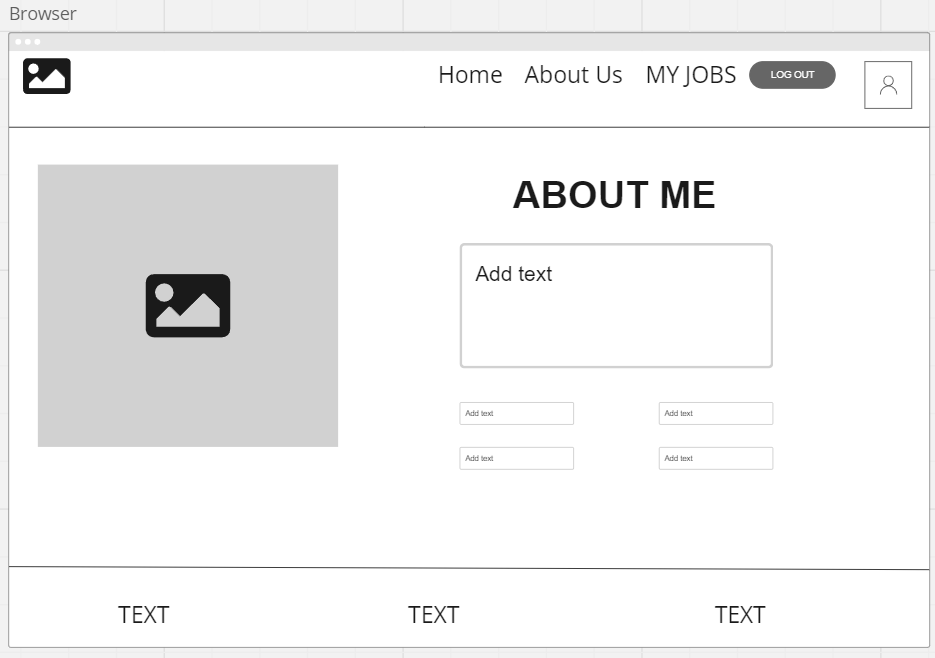 Browser
Home About Us MY JOBS LOG OUT
ABOUT ME
Add text
Add text Add text
Add text Add text
TEXT TEXT TEXT